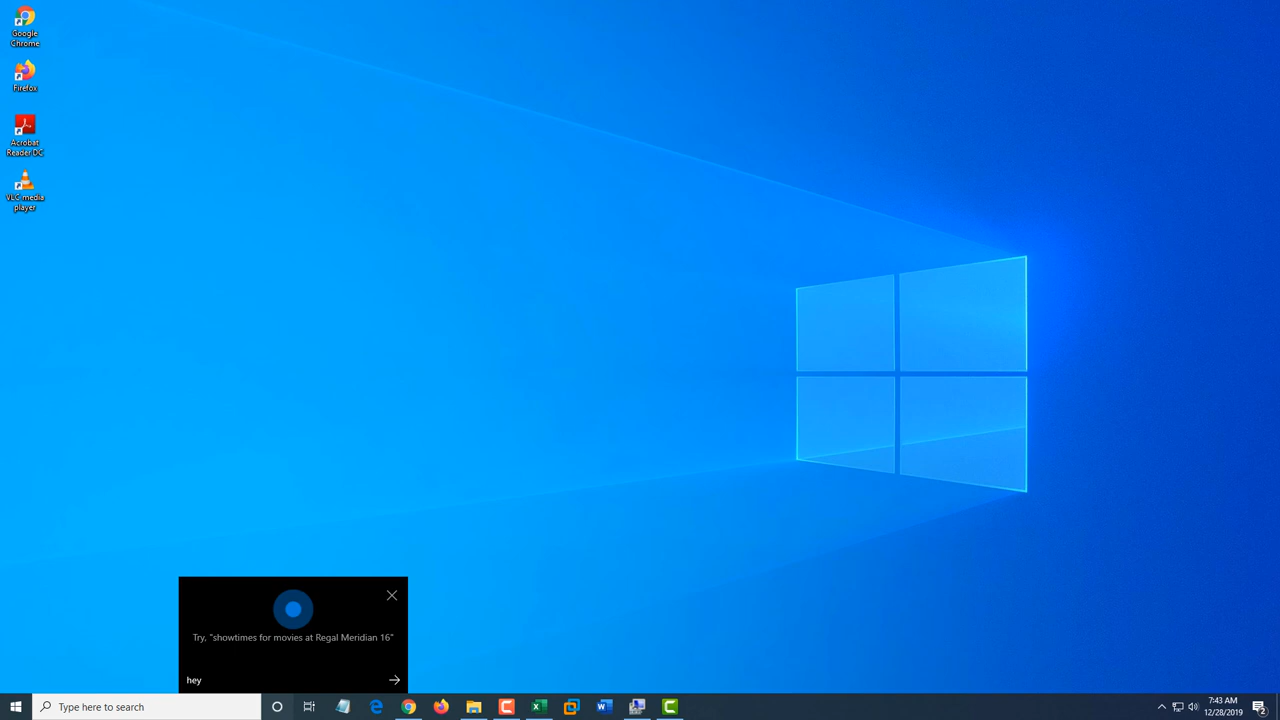 Google
Chrome
Firefox
Acrobat
Reader DC
VLC media
player
Try, "showtimes for movies at Regal Meridian 16"
hey
Type here to search
7:43 AM
12/28/2019
2